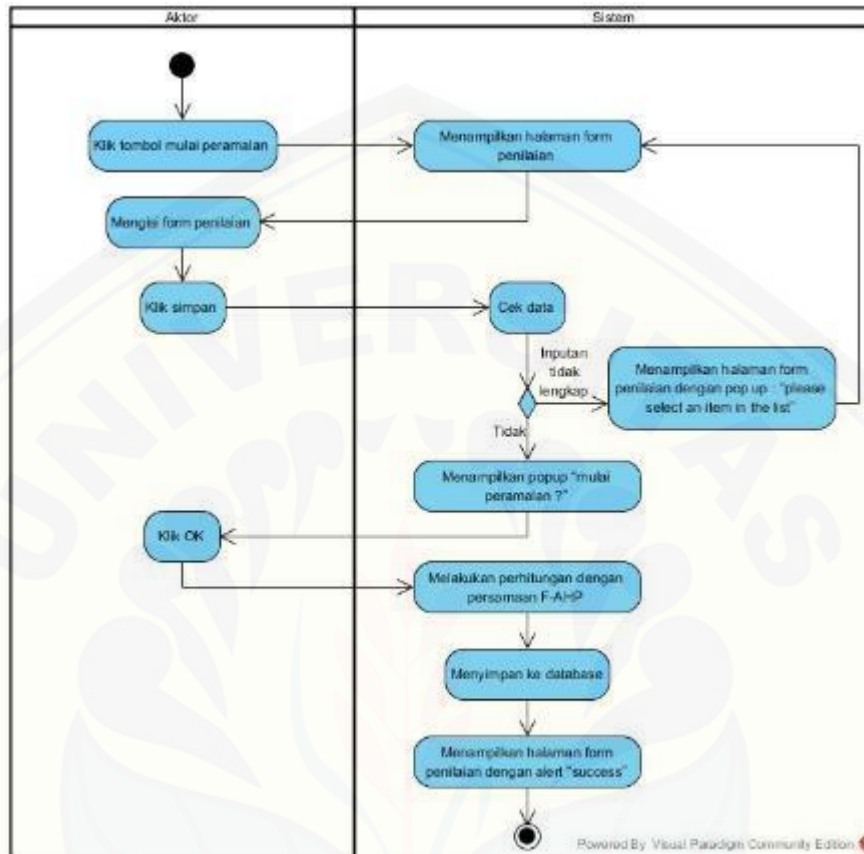 Aktor
Sistem
Klik tombol mulai peramalan
Menampilkan halaman form
penilaian
Mengisi form penilaian
Klik simpan
Cek data
Inputan
tidak
lengkap
Menampilkan halaman form
penilaian dengan pop up : "please
select an item in the list"
Tidak
Menampilkan popup "mulai
peramalan ?"
Klik OK
Melakukan perhitungan dengan
persamaan F-AHP
Menyimpan ke database
Menampilkan halaman form
penilaian dengan alert "success"
Powered By Visual Paradigm Community Edition
UNIVERSITAS